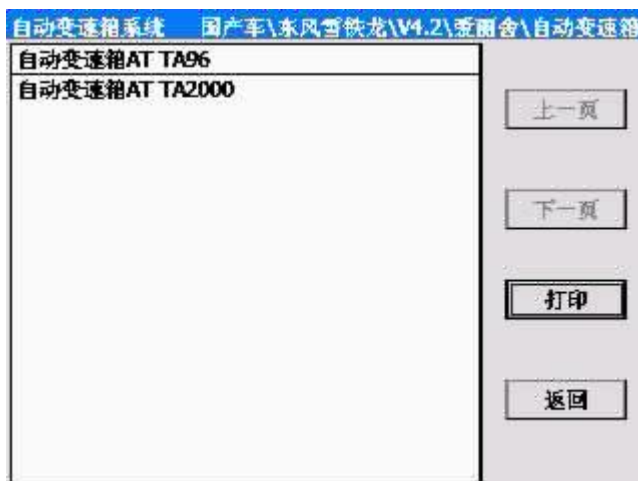 自动变速箱系统 国产车\东风雪铁龙\V4.2\爱丽舍\自动变速箱
自动变速箱AT TA96
自动变速箱AT TA2000
上一页
下一页
打印
返回